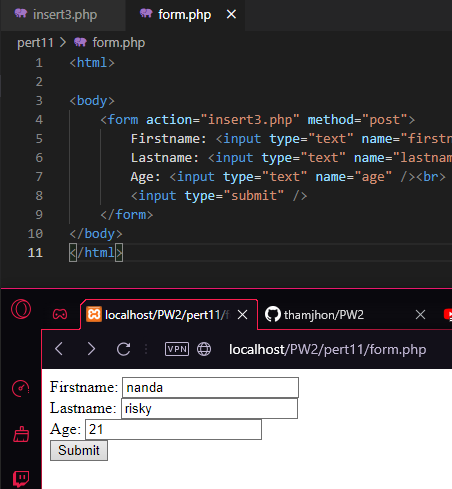 insert3.php
form.php
pert11 > form.php
1 <html>
2
3 <body>
4 <form action="insert3.php" method="post">
5 Firstname: <input type="text" name="firstn
6 Lastname: <input type="text" name="lastnam
7 Age: <input type="text" name="age" /><br>
8 <input type="submit" />
9 </form>
10 </body>
11 </html>
localhost/PW2/pert11/f
thamjhon/PW2
VPN localhost/PW2/pert11/form.php
Firstname: nanda
Lastname: risky
Age: 21
Submit